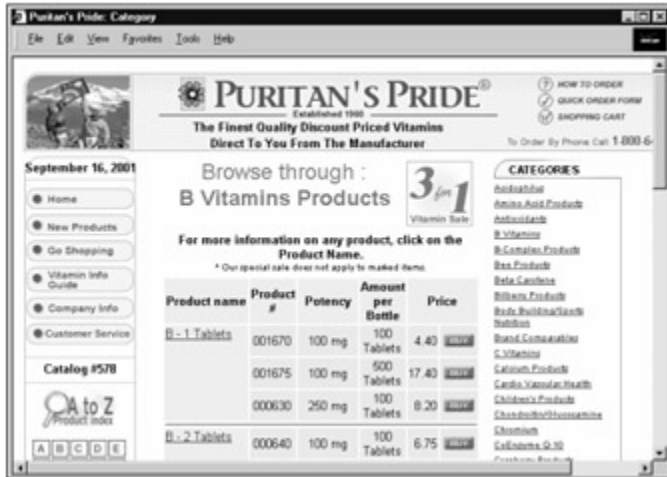 Puritan's Pride: Category
File Edit View Favorites Tools Help
PURITAN'S PRIDE®
Established 1960
The Finest Quality Discount Priced Vitamins
Direct To You From The Manufacturer
HOW TO ORDER
QUICK ORDER FORM
SHOPPING CART
To Order By Phone Call 1-800-6
September 16, 2001
Home
New Products
Go Shopping
Vitamin Info
Guide
Company Info
Customer Service
Catalog #578
A to Z
Product index
A B C D E
Browse through :
B Vitamins Products
3 for 1
Vitamin Sale
For more information on any product, click on the
Product Name.
* Our special sale does not apply to marked items.
Product name Product # Potency Amount per Bottle Price
B - 1 Tablets 001670 100 mg 100 Tablets 4.40 BUY
001675 100 mg 500 Tablets 17.40 BUY
000630 250 mg 100 Tablets 8.20 BUY
B - 2 Tablets 000640 100 mg 100 Tablets 6.75 BUY
CATEGORIES
Acidophilus
Amino Acid Products
Antioxidants
B Vitamins
B-Complex Products
Bee Products
Beta Carotene
Bilberry Products
Body Building/Sports
Nutrition
Brand Comparables
C Vitamins
Calcium Products
Cardio Vascular Health
Children's Products
Chondroitin/Glucosamine
Chromium
CoEnzyme Q-10